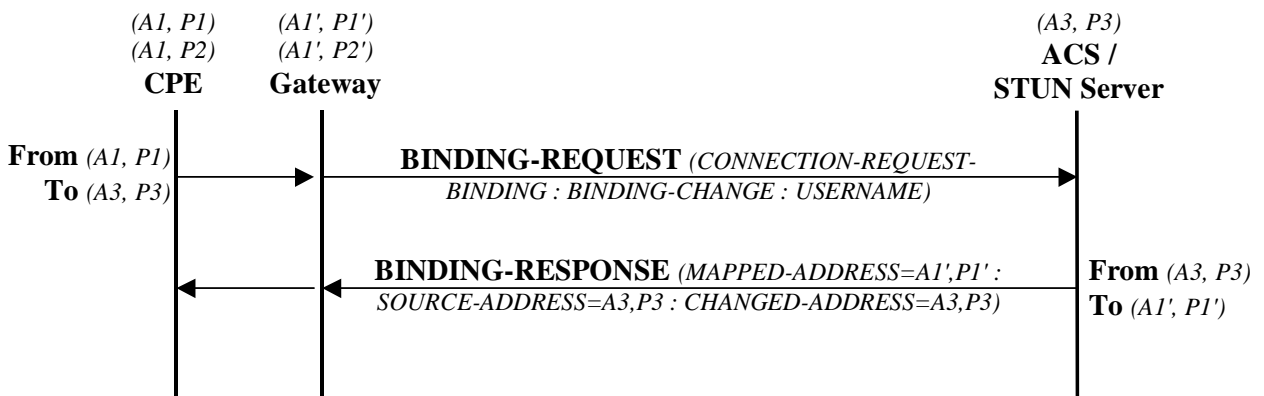 (A1, P1)
(A1, P2)
CPE
(A1', P1')
(A1', P2')
Gateway
(A3, P3)
ACS /
STUN Server
From (A1, P1)
To (A3, P3)
BINDING-REQUEST (CONNECTION-REQUEST-
BINDING : BINDING-CHANGE : USERNAME)
BINDING-RESPONSE (MAPPED-ADDRESS=A1',P1' :
SOURCE-ADDRESS=A3,P3 : CHANGED-ADDRESS=A3,P3)
From (A3, P3)
To (A1', P1')